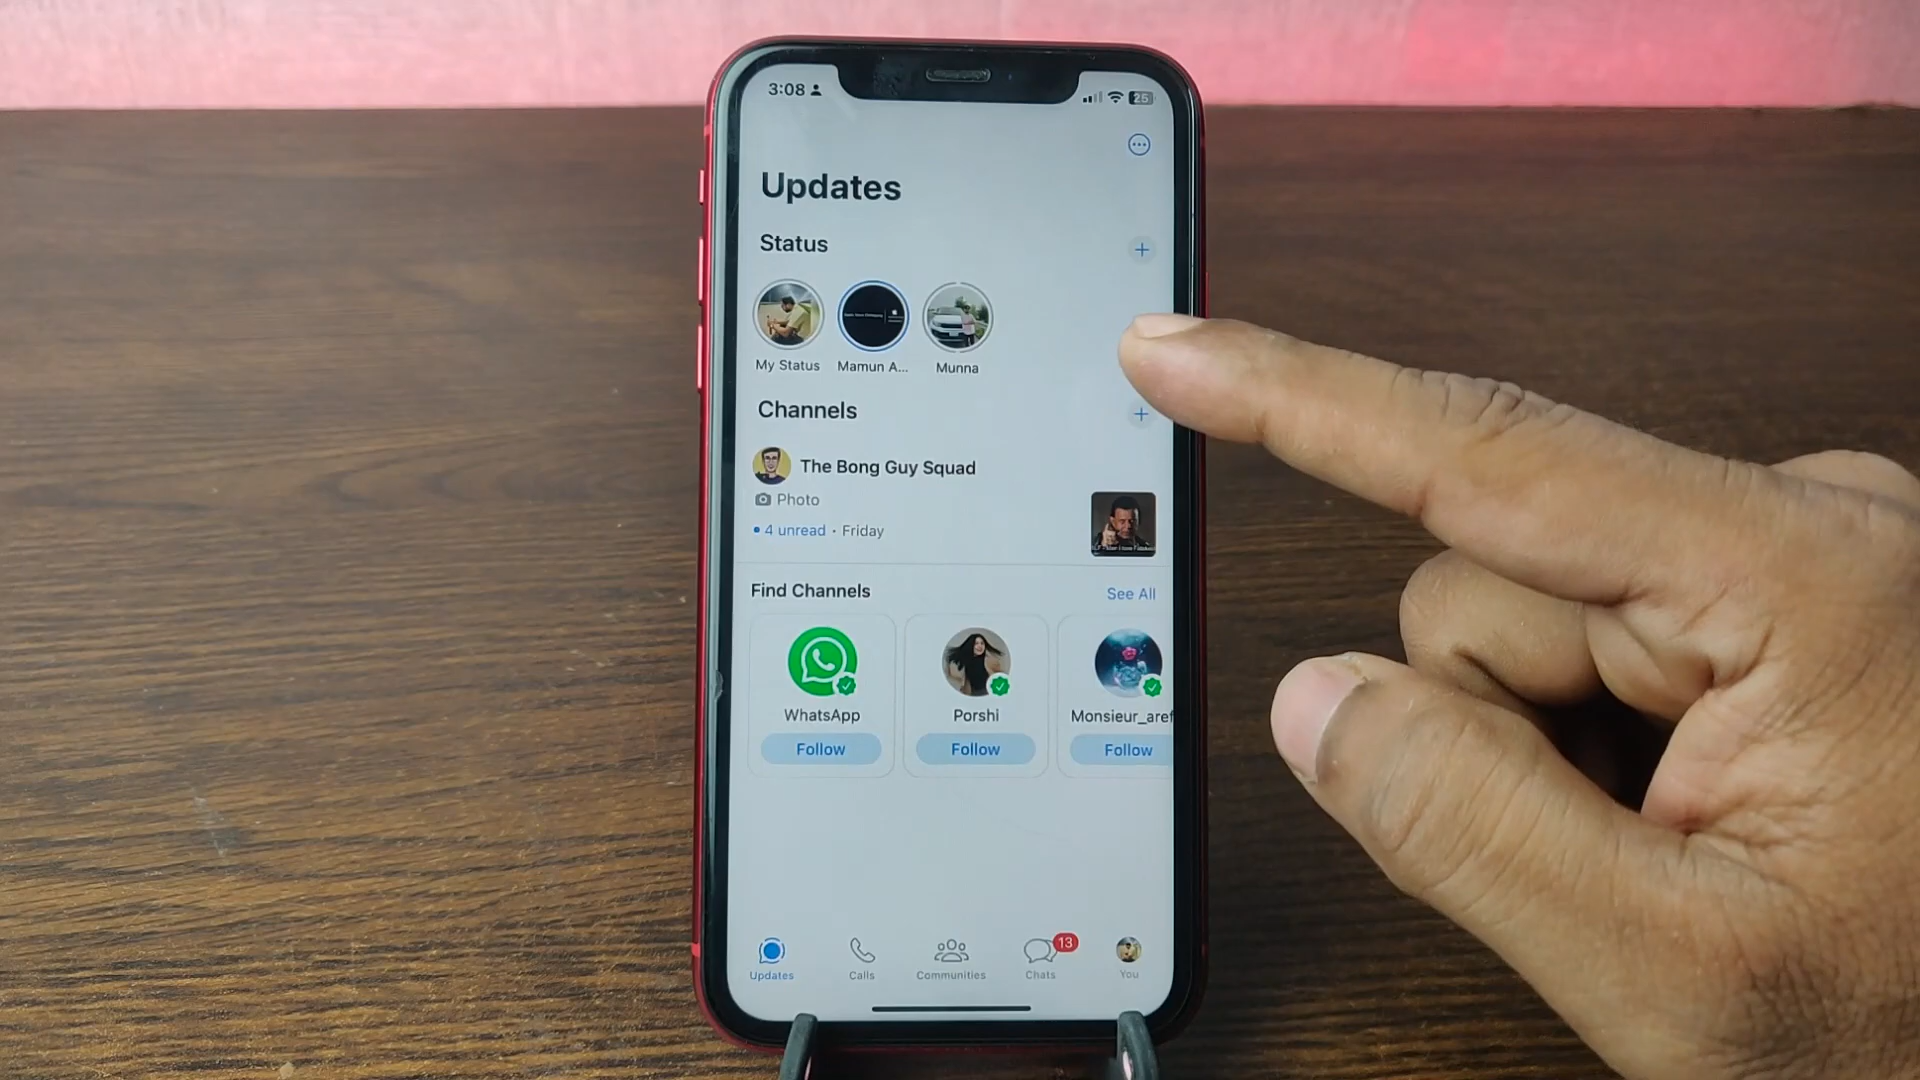 3:08
25
Updates
Status
My Status
Mamun A...
Munna
Channels
The Bong Guy Squad
Photo
4 unread • Friday
Find Channels
See All
WhatsApp
Porshi
Monsieur_aref
Follow
Follow
Follow
Updates
Calls
Communities
Chats
13
You